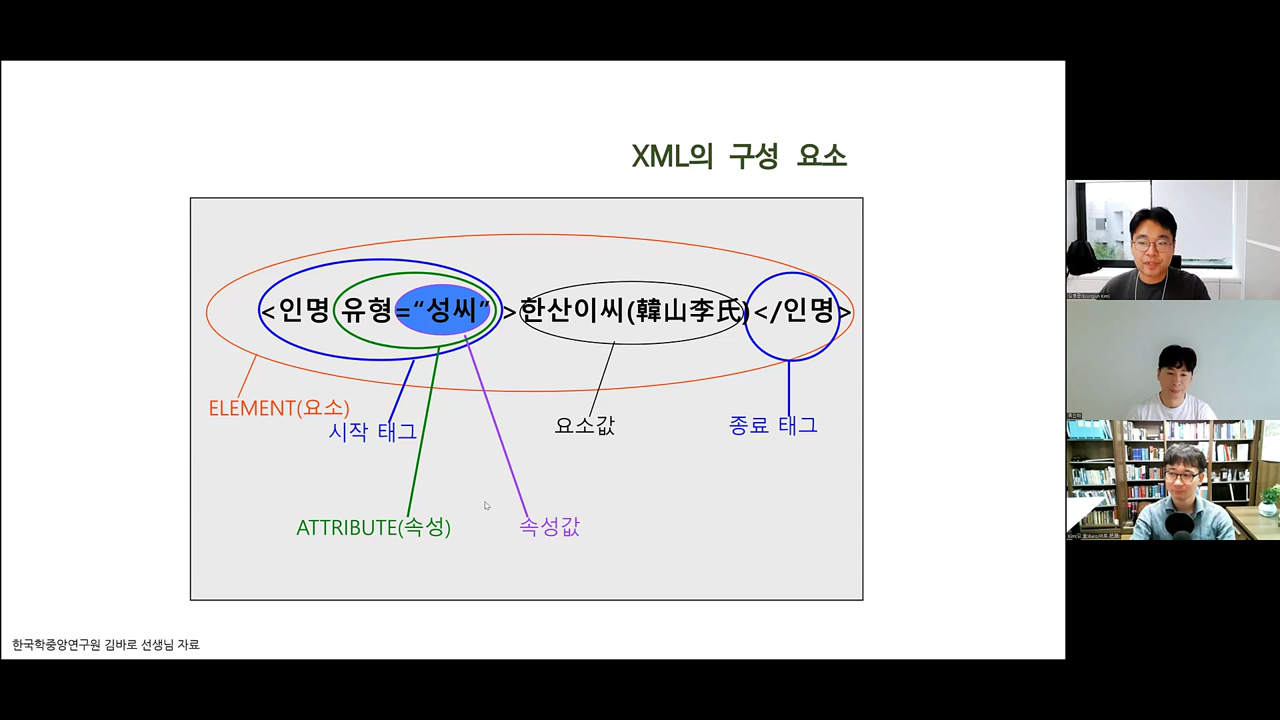 XML의 구성 요소
<인명 유형=“성씨”>한산이씨(韓山李氏)</인명>
ELEMENT(요소)
시작 태그
요소값
종료 태그
ATTRIBUTE(속성)
속성값
한국학중앙연구원 김바로 선생님 자료